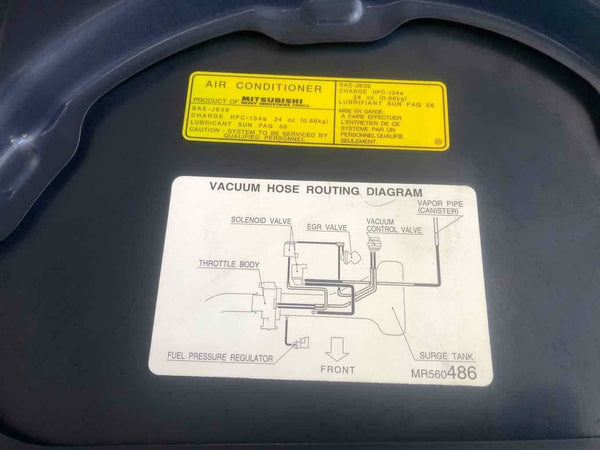 AIR CONDITIONER
PRODUCT OF MITSUBISHI
HEAVY INDUSTRIES CLIMATE
SAE-J639
CHARGE HFC-134a 24 oz (0.68kg)
LUBRICANT SUN PAG 56
CAUTION: SYSTEM TO BE SERVICED BY
QUALIFIED PERSONNEL
SAE-J639
CHARGE HFC-134a
24 oz (0.68kg)
LUBRIFIANT SUN PAG 56
MISE EN GARDE:
A FAIRE EFFECTUER
L'ENTRETIEN DE CE
SYSTEME PAR UN
PERSONNEL QUALIFIE
SEULEMENT.
VACUUM HOSE ROUTING DIAGRAM
VAPOR PIPE
(CANISTER)
SOLENOID VALVE
EGR VALVE
VACUUM
CONTROL VALVE
THROTTLE BODY
FUEL PRESSURE REGULATOR
FRONT
SURGE TANK
MR560486